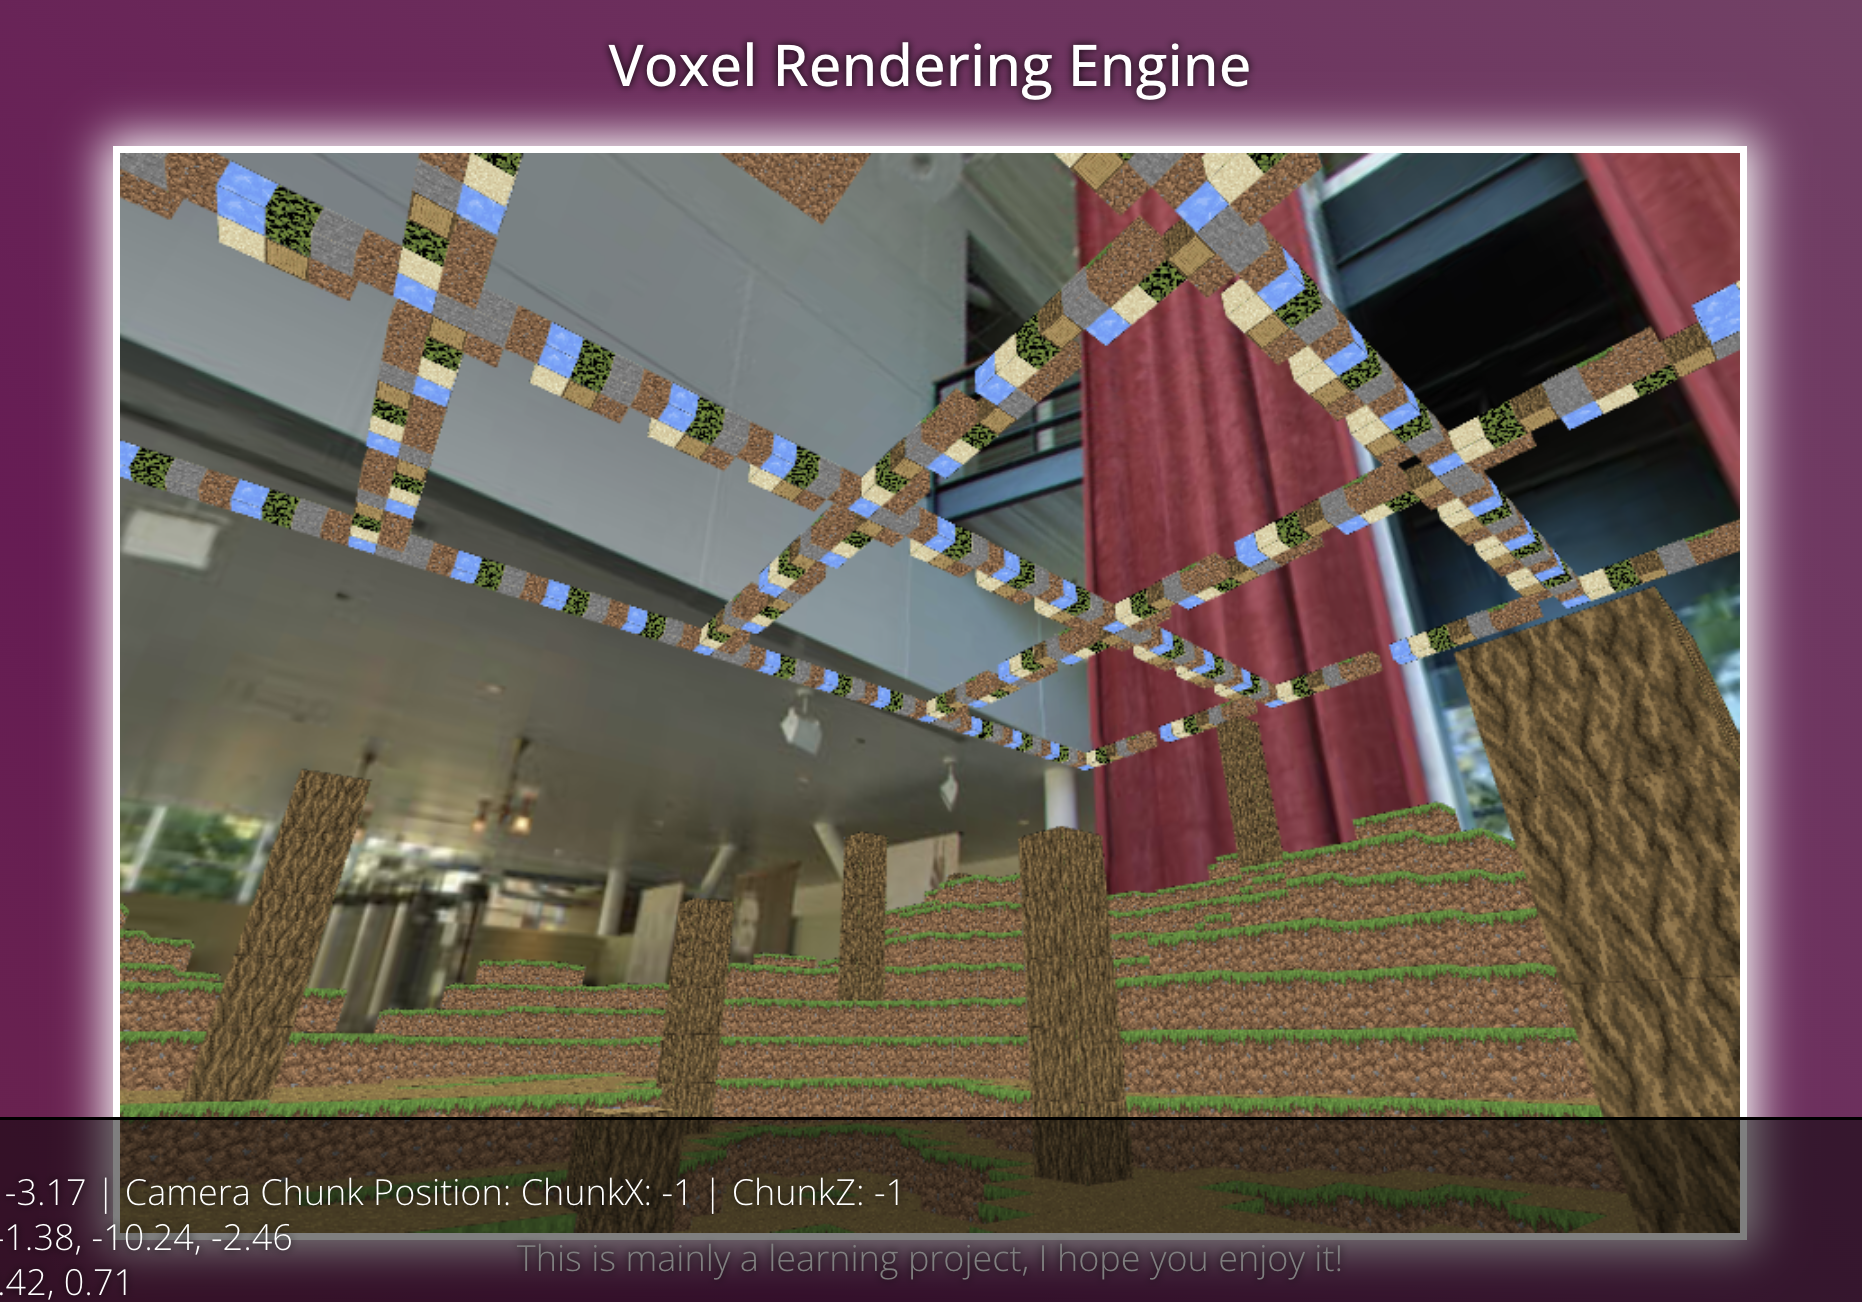 Voxel Rendering Engine
-3.17 | Camera Chunk Position: ChunkX: -1 | ChunkZ: -1
-1.38, -10.24, -2.46
.42, 0.71
This is mainly a learning project, I hope you enjoy it!